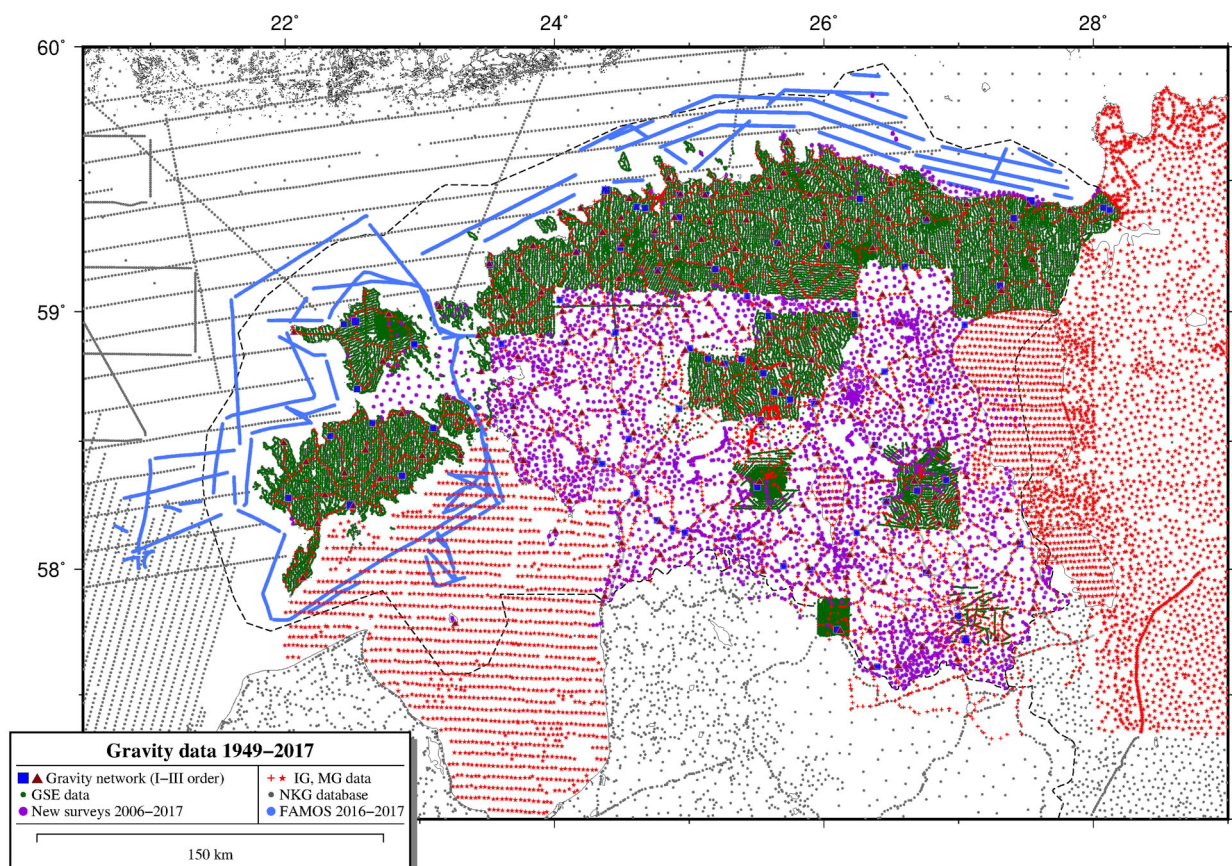 22˚ 24˚ 26˚ 28˚
60˚
59˚
58˚
Gravity data 1949−2017
Gravity network (I−III order)
IG, MG data
GSE data
NKG database
New surveys 2006−2017
FAMOS 2016−2017
150 km